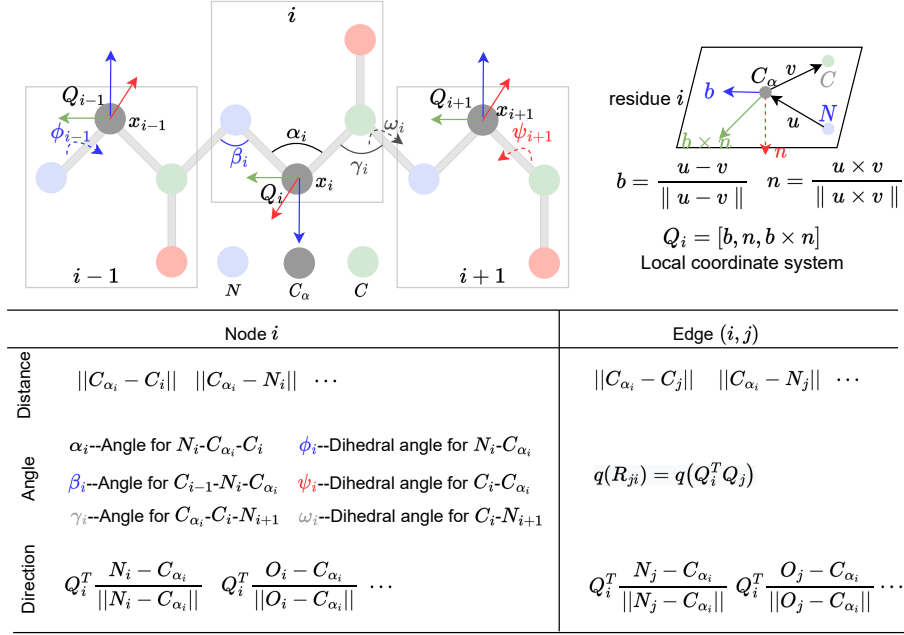 i
Q_{i-1}
x_{i-1}
ϕ_{i-1}
β_i
α_i
Q_i
x_i
γ_i
ω_i
Q_{i+1}
x_{i+1}
ψ_{i+1}
i − 1
i + 1
N
C_α
C
residue i
C_α
v
C
b
u
N
b × n
n
b = \frac{u − v}{∥ u − v ∥} n = \frac{u × v}{∥ u × v ∥}
Q_i = [b, n, b × n]
Local coordinate system
Node i
Edge (i, j)
Distance
||C_{α_i} − C_i|| ||C_{α_i} − N_i|| ⋯
||C_{α_i} − C_j|| ||C_{α_i} − N_j|| ⋯
Angle
α_i--Angle for N_i-C_{α_i}-C_i
ϕ_i--Dihedral angle for N_i-C_{α_i}
β_i--Angle for C_{i-1}-N_i-C_{α_i}
ψ_i--Dihedral angle for C_i-C_{α_i}
γ_i--Angle for C_{α_i}-C_i-N_{i+1}
ω_i--Dihedral angle for C_i-N_{i+1}
q(R_{ji}) = q(Q_i^T Q_j)
Direction
Q_i^T \frac{N_i − C_{α_i}}{||N_i − C_{α_i}||} Q_i^T \frac{O_i − C_{α_i}}{||O_i − C_{α_i}||} ⋯
Q_i^T \frac{N_j − C_{α_i}}{||N_j − C_{α_i}||} Q_i^T \frac{O_j − C_{α_i}}{||O_j − C_{α_i}||} ⋯